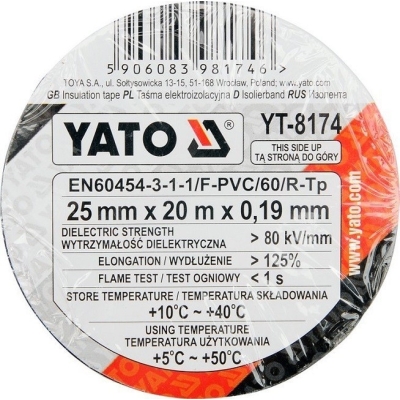 5 906083 981746 >
TOYA S.A., ul. Sołtysowicka 13-15, 51-168 Wrocław, Poland; www.yato.com
GB Insulation tape PL Taśma elektroizolacyjna D Isolierband RUS Изолента
YATO YT-8174
THIS SIDE UP
TĄ STRONĄ DO GÓRY
EN60454-3-1-1/F-PVC/60/R-Tp
25 mm x 20 m x 0,19 mm
DIELECTRIC STRENGTH
WYTRZYMAŁOŚĆ DIELEKTRYCZNA > 80 kV/mm
ELONGATION / WYDŁUŻENIE > 125%
FLAME TEST / TEST OGNIOWY < 1 s
STORE TEMPERATURE / TEMPERATURA SKŁADOWANIA
+10°C ~ +40°C
USING TEMPERATURE
TEMPERATURA UŻYTKOWANIA
+5°C ~ +50°C
www.yato.com